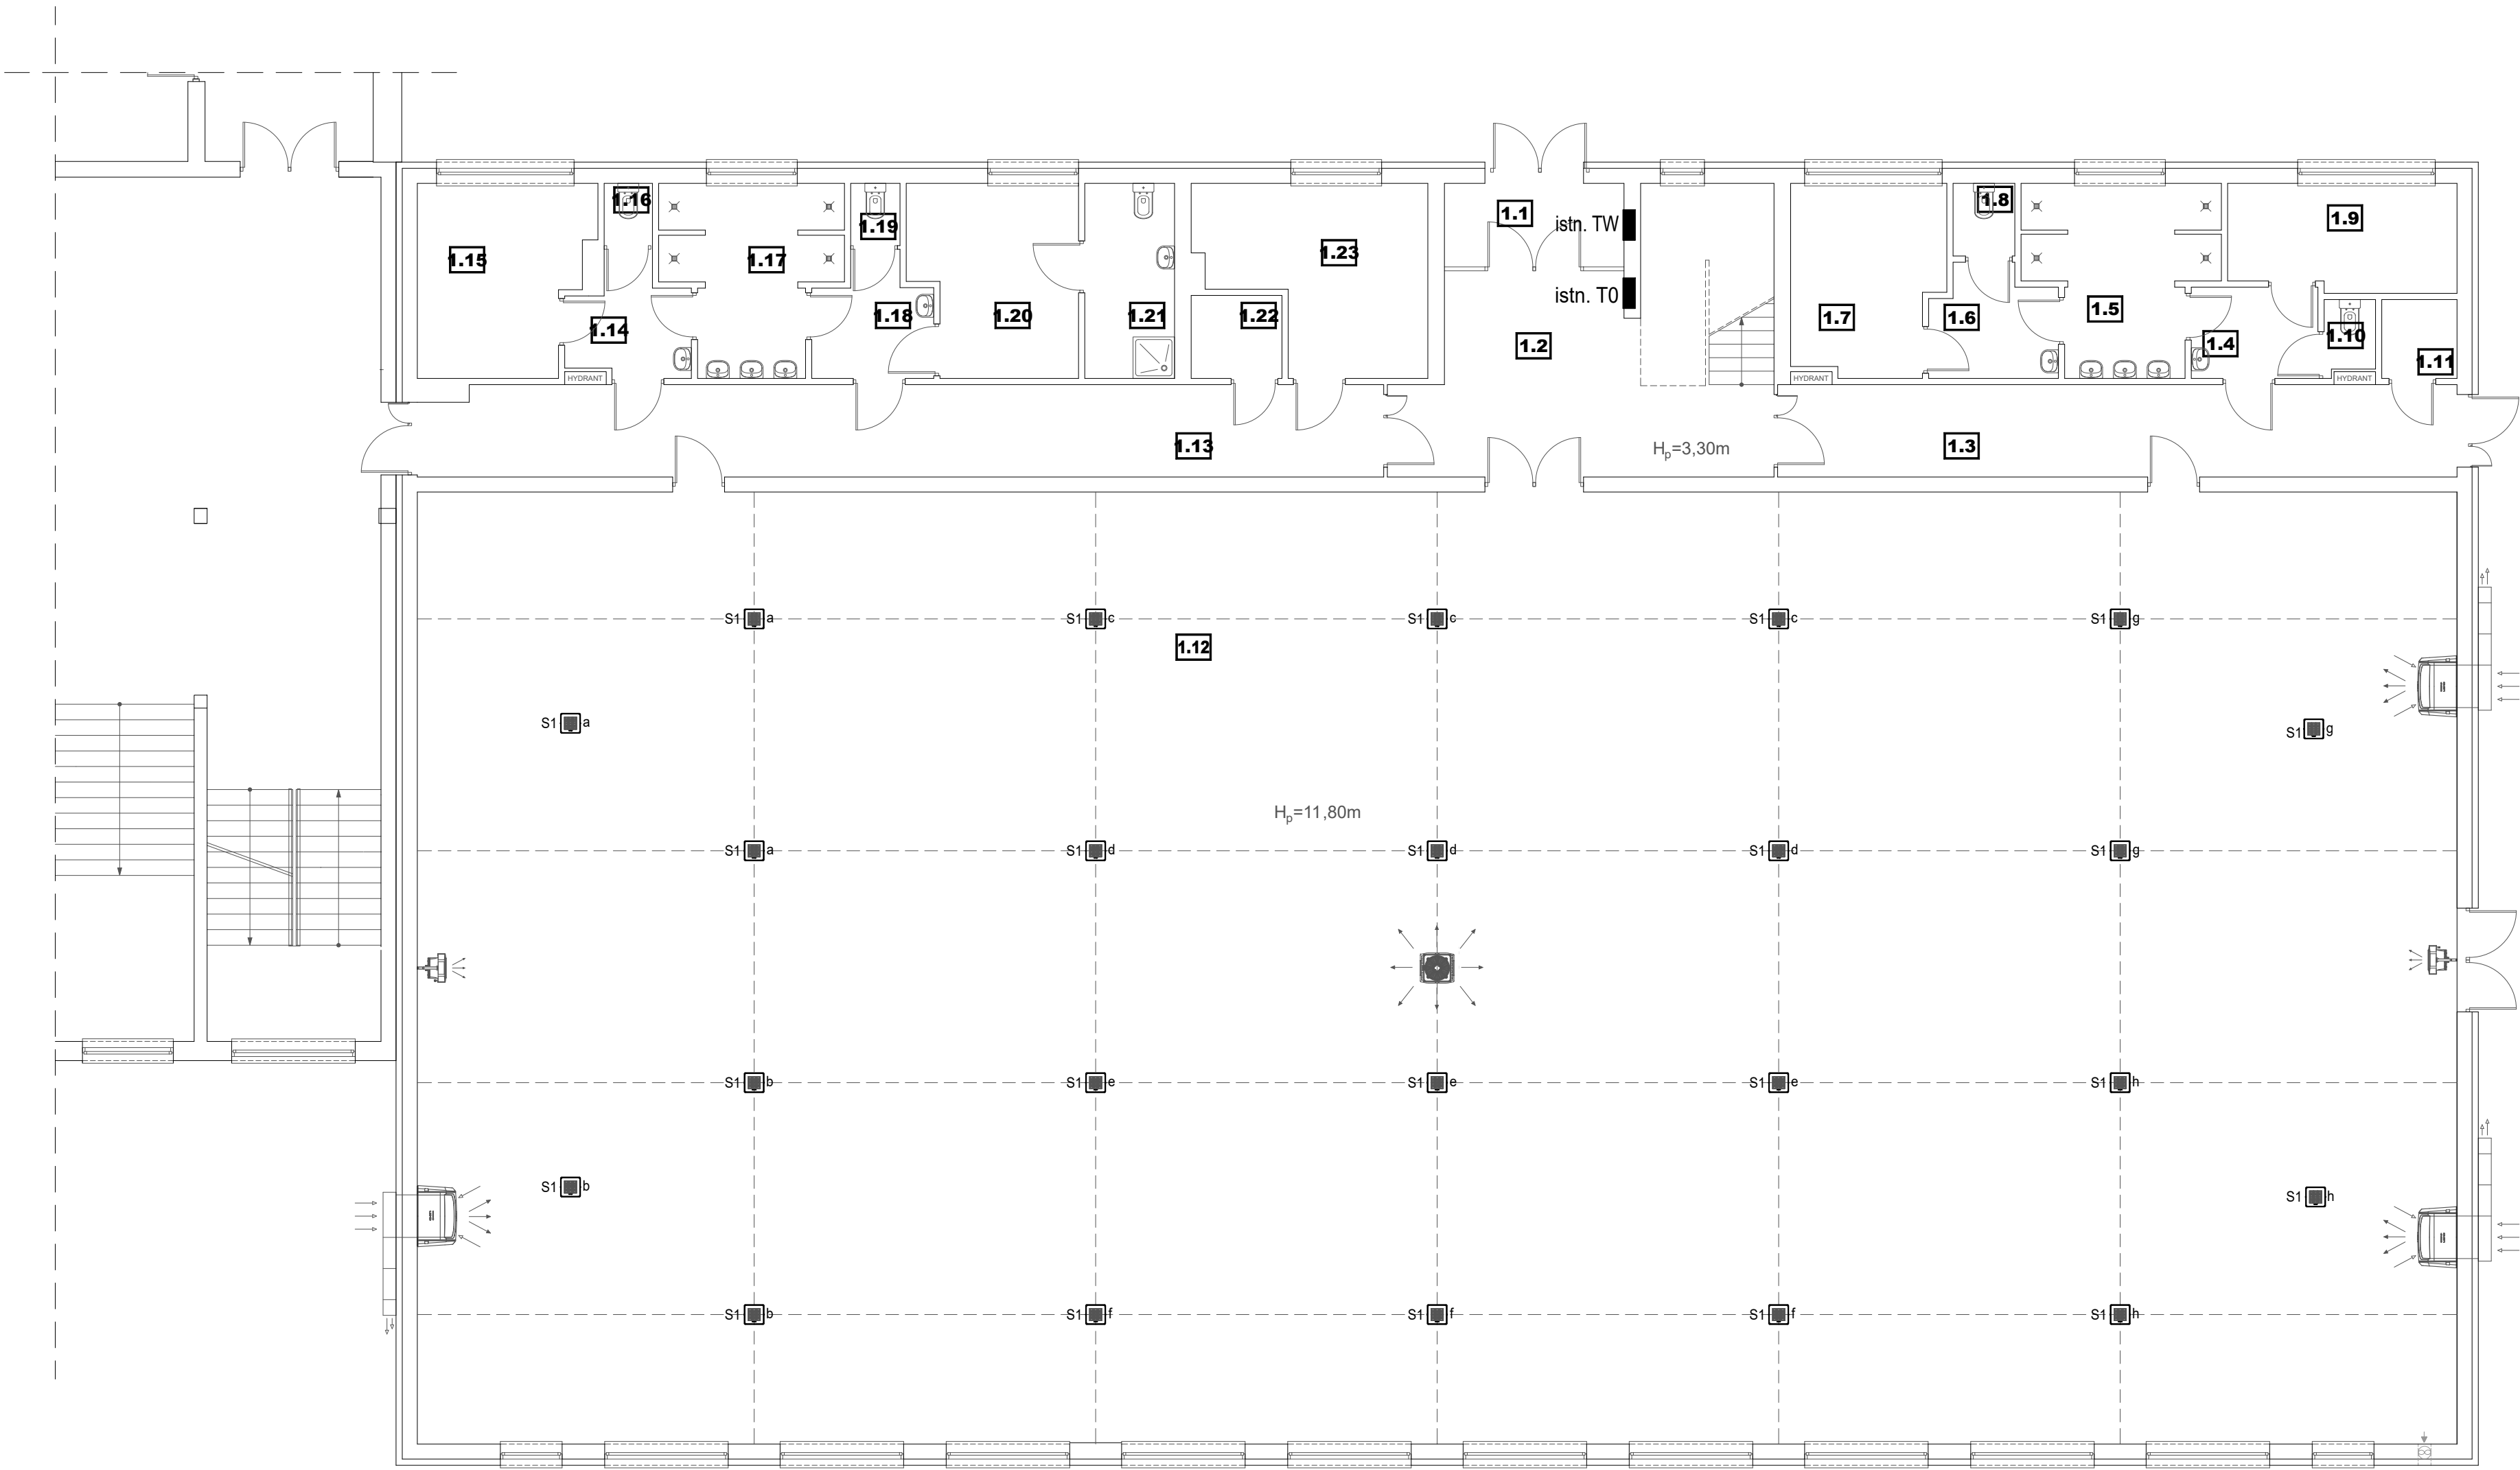 1.16
1.19
1.1
istn. TW
1.8
1.9
1.15
1.17
1.23
istn. T0
1.14
1.18
1.20
1.21
1.22
1.2
1.7
1.6
1.5
1.4
1.10
1.11
HYDRANT
HYDRANT
HYDRANT
1.13
Hp=3,30m
1.3
S1 a
S1 c
S1 c
S1 c
S1 g
1.12
S1 a
S1 g
Hp=11,80m
S1 a
S1 d
S1 d
S1 d
S1 g
S1 b
S1 e
S1 e
S1 e
S1 h
S1 b
S1 h
S1 b
S1 f
S1 f
S1 f
S1 h